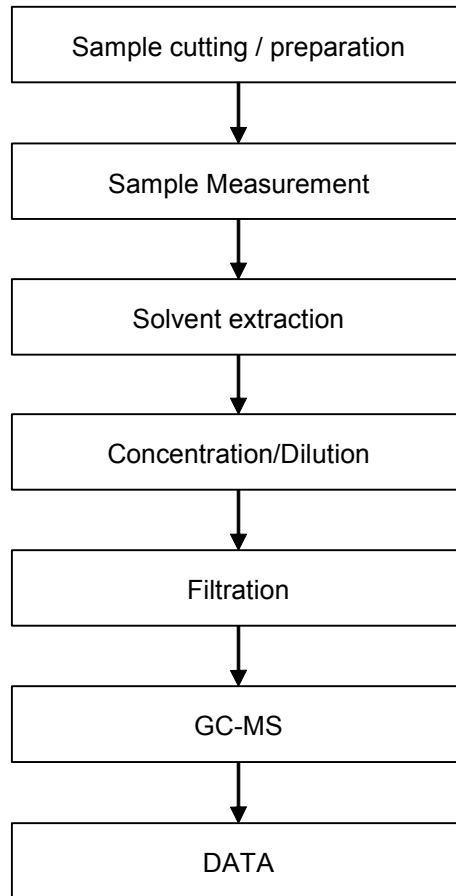 Sample cutting / preparation
Sample Measurement
Solvent extraction
Concentration/Dilution
Filtration
GC-MS
DATA